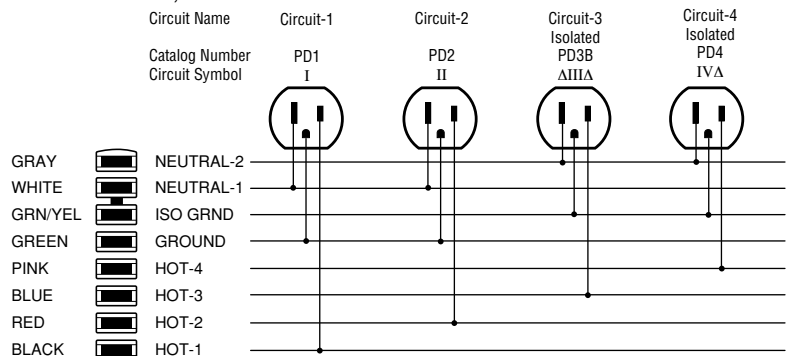 Circuit Name Circuit-1 Circuit-2 Circuit-3 Isolated Circuit-4 Isolated
Catalog Number PD1 PD2 PD3B PD4
Circuit Symbol I II ΔIIIΔ IVΔ
GRAY NEUTRAL-2
WHITE NEUTRAL-1
GRN/YEL ISO GRND
GREEN GROUND
PINK HOT-4
BLUE HOT-3
RED HOT-2
BLACK HOT-1